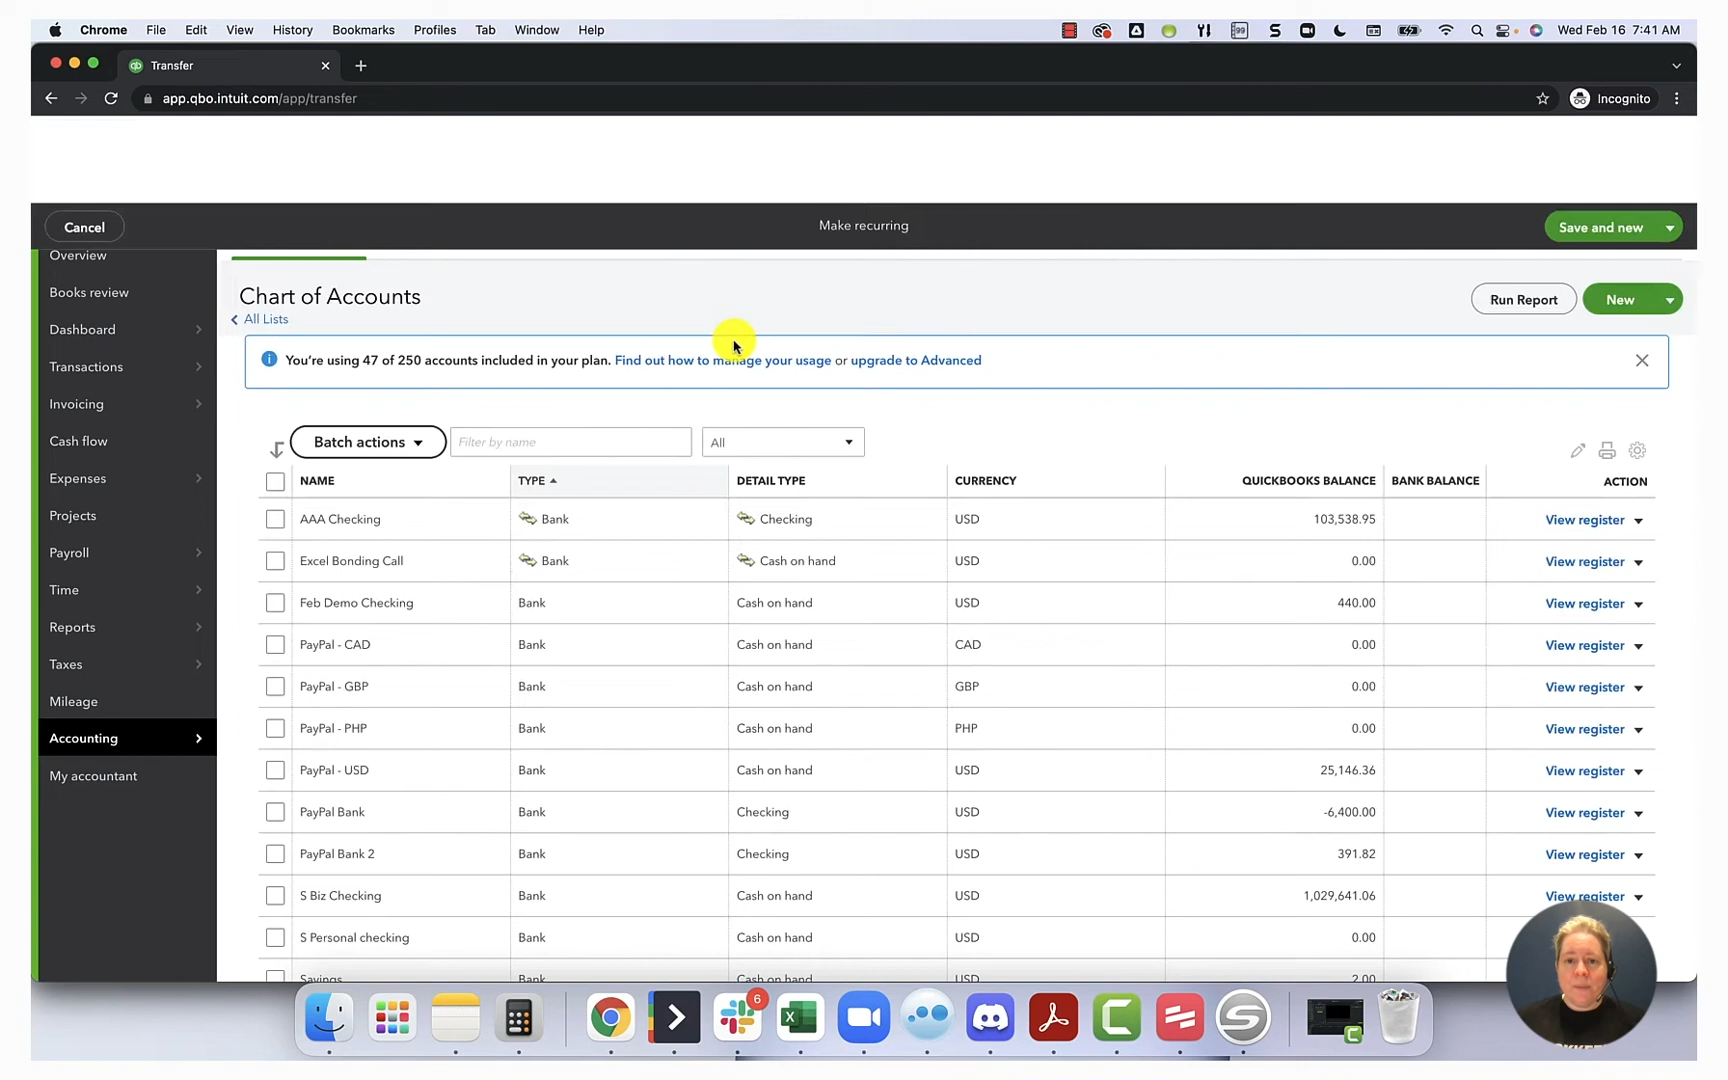 Chrome File Edit View History Bookmarks Profiles Tab Window Help Wed Feb 16 7:41 AM
Transfer
app.qbo.intuit.com/app/transfer Incognito
Cancel Make recurring Save and new
Overview
Books review
Dashboard
Transactions
Invoicing
Cash flow
Expenses
Projects
Payroll
Time
Reports
Taxes
Mileage
Accounting
My accountant
Chart of Accounts
All Lists
Run Report New
You're using 47 of 250 accounts included in your plan. Find out how to manage your usage or upgrade to Advanced
Batch actions Filter by name All
NAME TYPE DETAIL TYPE CURRENCY QUICKBOOKS BALANCE BANK BALANCE ACTION
AAA Checking Bank Checking USD 103,538.95 View register
Excel Bonding Call Bank Cash on hand USD 0.00 View register
Feb Demo Checking Bank Cash on hand USD 440.00 View register
PayPal - CAD Bank Cash on hand CAD 0.00 View register
PayPal - GBP Bank Cash on hand GBP 0.00 View register
PayPal - PHP Bank Cash on hand PHP 0.00 View register
PayPal - USD Bank Cash on hand USD 25,146.36 View register
PayPal Bank Bank Checking USD -6,400.00 View register
PayPal Bank 2 Bank Checking USD 391.82 View register
S Biz Checking Bank Cash on hand USD 1,029,641.06 View register
S Personal checking Bank Cash on hand USD 0.00
Savings Bank Cash on hand USD 2.00
6